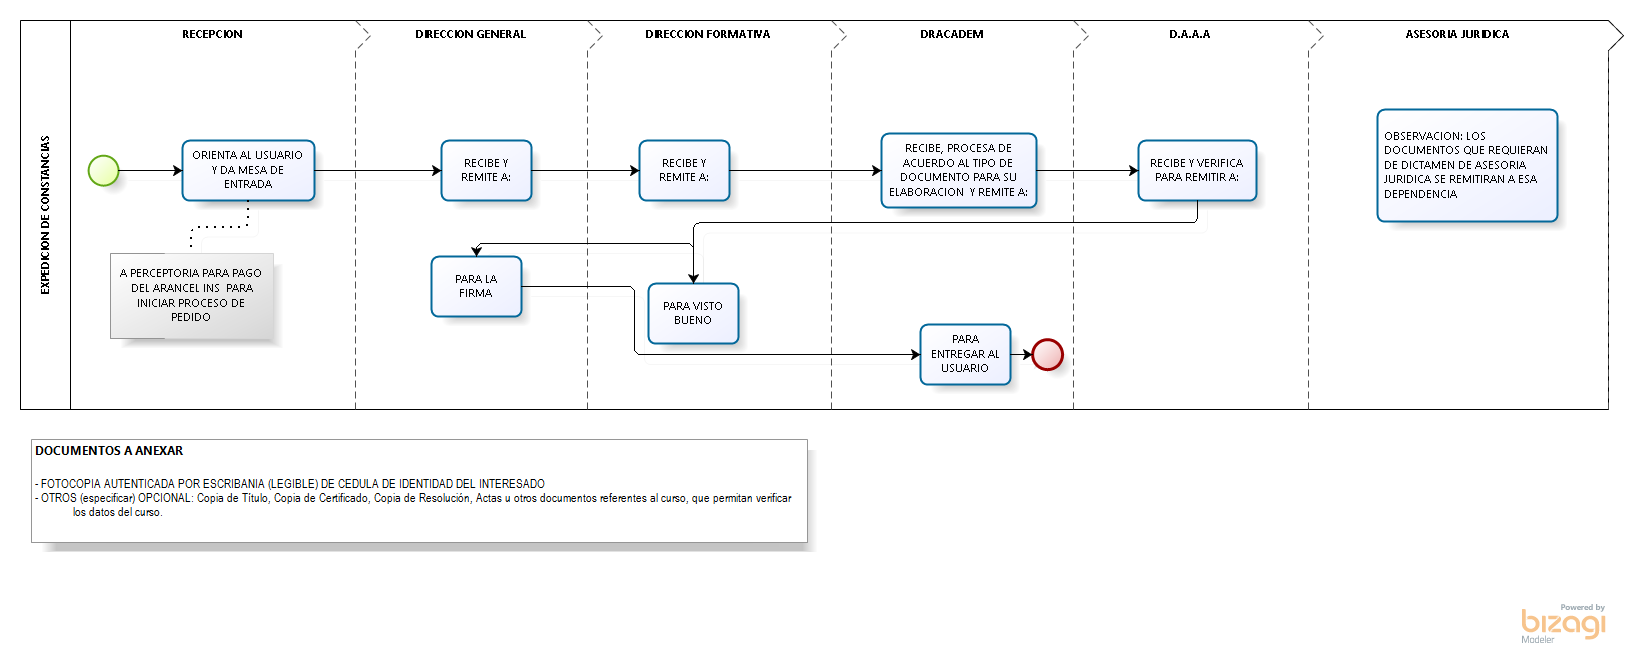 EXPEDICION DE CONSTANCIAS
RECEPCION
DIRECCION GENERAL
DIRECCION FORMATIVA
DRACADEM
D.A.A.A
ASESORIA JURIDICA
ORIENTA AL USUARIO
Y DA MESA DE
ENTRADA
RECIBE Y
REMITE A:
RECIBE Y
REMITE A:
RECIBE, PROCESA DE
ACUERDO AL TIPO DE
DOCUMENTO PARA SU
ELABORACION Y REMITE A:
RECIBE Y VERIFICA
PARA REMITIR A:
OBSERVACION: LOS
DOCUMENTOS QUE REQUIERAN
DE DICTAMEN DE ASESORIA
JURIDICA SE REMITIRAN A ESA
DEPENDENCIA
A PERCEPTORIA PARA PAGO
DEL ARANCEL INS PARA
INICIAR PROCESO DE
PEDIDO
PARA LA
FIRMA
PARA VISTO
BUENO
PARA
ENTREGAR AL
USUARIO
DOCUMENTOS A ANEXAR
- FOTOCOPIA AUTENTICADA POR ESCRIBANIA (LEGIBLE) DE CEDULA DE IDENTIDAD DEL INTERESADO
- OTROS (especificar) OPCIONAL: Copia de Título, Copia de Certificado, Copia de Resolución, Actas u otros documentos referentes al curso, que permitan verificar
los datos del curso.
Powered by
bizagi
Modeler